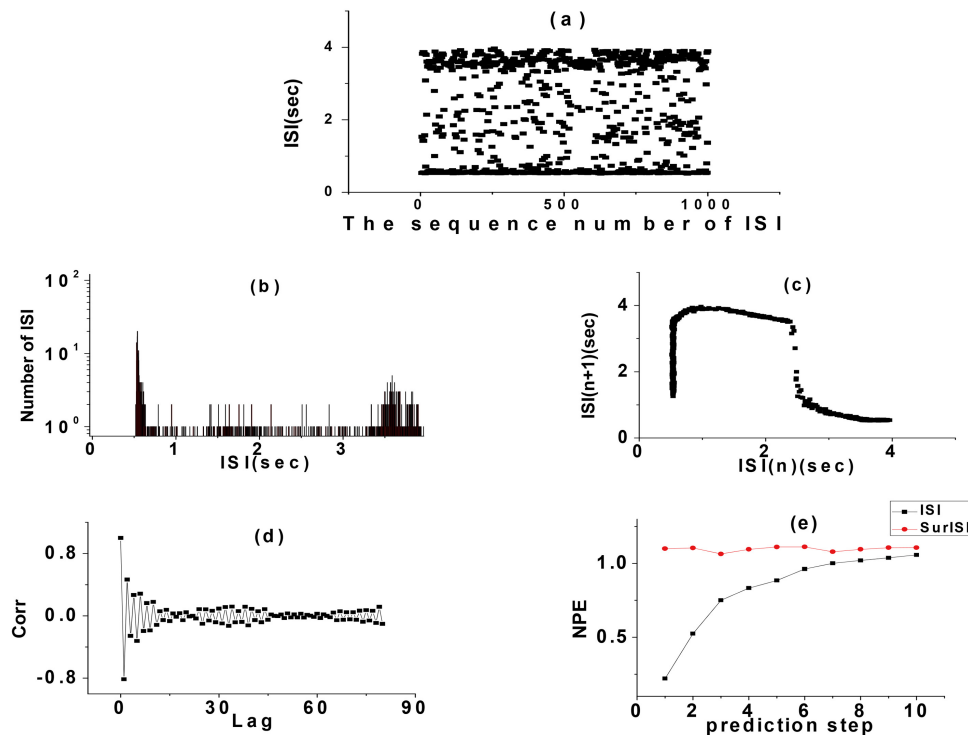 (a)
ISI(sec)
4
2
0
0
500
1000
The sequence number of ISI
(b)
Number of ISI
10²
10¹
10⁰
0
1
2
3
ISI(sec)
(c)
ISI(n+1)(sec)
4
2
0
0
2
4
ISI(n)(sec)
(d)
Corr
0.8
0.0
-0.8
0
30
60
90
Lag
(e)
ISI
SurISI
NPE
1.0
0.5
0
2
4
6
8
10
prediction step